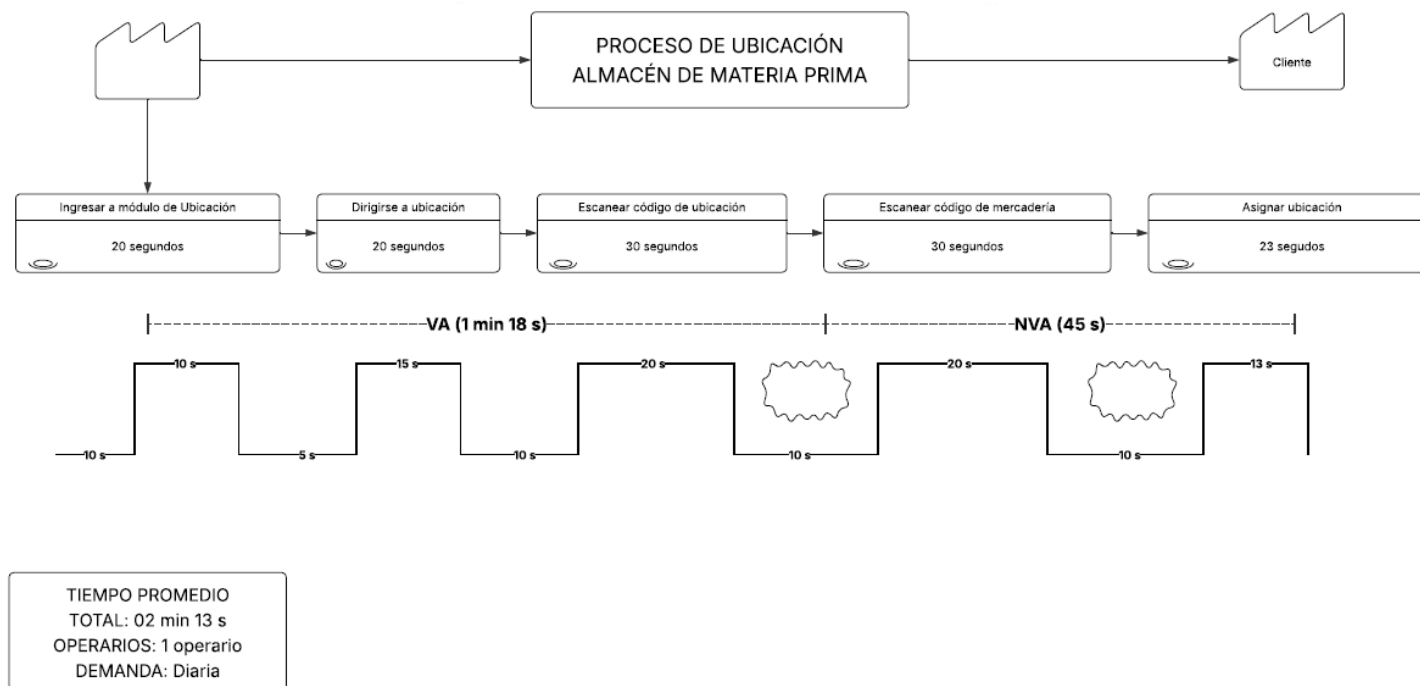 PROCESO DE UBICACIÓN
ALMACÉN DE MATERIA PRIMA
Cliente
Ingresar a módulo de Ubicación
20 segundos
Dirigirse a ubicación
20 segundos
Escanear código de ubicación
30 segundos
Escanear código de mercadería
30 segundos
Asignar ubicación
23 segudos
VA (1 min 18 s)
NVA (45 s)
10 s
15 s
20 s
20 s
13 s
10 s
5 s
10 s
10 s
10 s
TIEMPO PROMEDIO
TOTAL: 02 min 13 s
OPERARIOS: 1 operario
DEMANDA: Diaria